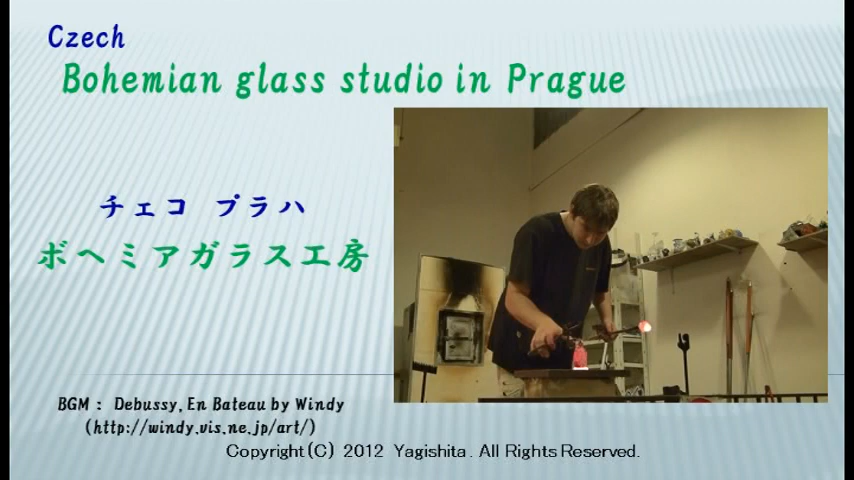 Czech
Bohemian glass studio in Prague
チェコ プラハ
ボヘミアガラス工房
BGM : Debussy, En Bateau by Windy
(http://windy.vis.ne.jp/art/)
Copyright(C) 2012 Yagishita. All Rights Reserved.